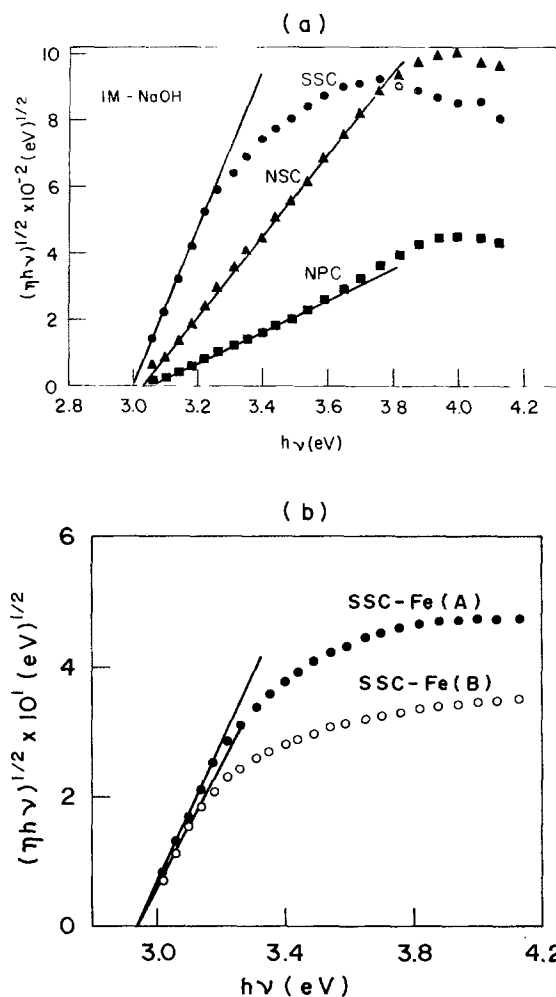 (a)
10
8
6
4
2
0
(ηhν)^1/2 x10^-2 (eV)^1/2
IM-NaOH
SSC
NSC
NPC
2.8 3.0 3.2 3.4 3.6 3.8 4.0 4.2
hν(eV)
(b)
6
4
2
0
(ηhν)^1/2 x 10^1 (eV)^1/2
SSC-Fe(A)
SSC-Fe(B)
3.0 3.4 3.8 4.2
hν (eV)